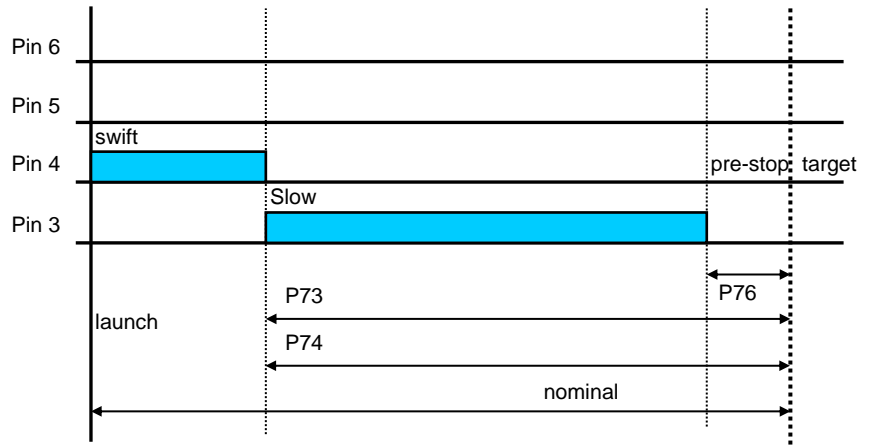 Pin 6
Pin 5
swift
Pin 4
pre-stop target
Slow
Pin 3
P76
P73
launch
P74
nominal